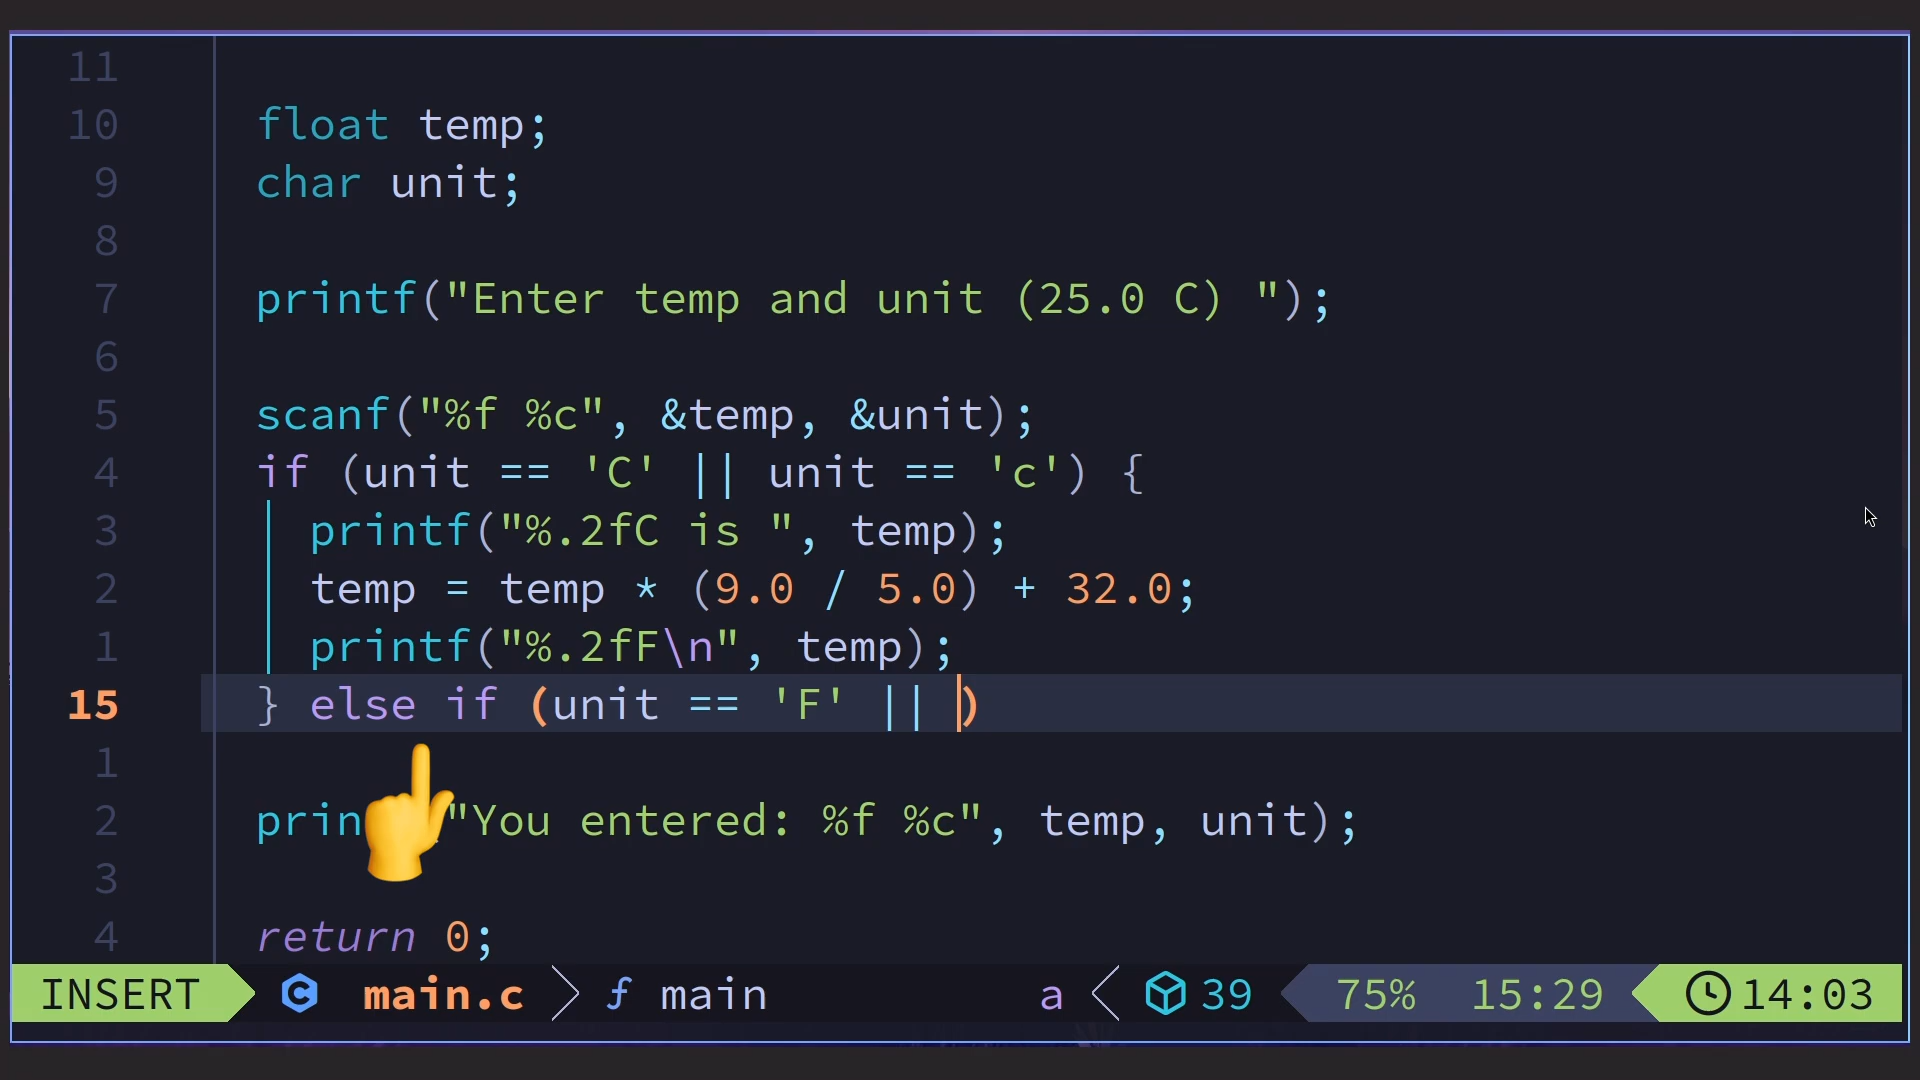 11
10 float temp;
9 char unit;
8
7 printf("Enter temp and unit (25.0 C) ");
6
5 scanf("%f %c", &temp, &unit);
4 if (unit == 'C' || unit == 'c') {
3 printf("%.2fC is ", temp);
2 temp = temp * (9.0 / 5.0) + 32.0;
1 printf("%.2fF\n", temp);
15 } else if (unit == 'F' || )
1
2 prin "You entered: %f %c", temp, unit);
3
4 return 0;
INSERT main.c main a 39 75% 15:29 14:03